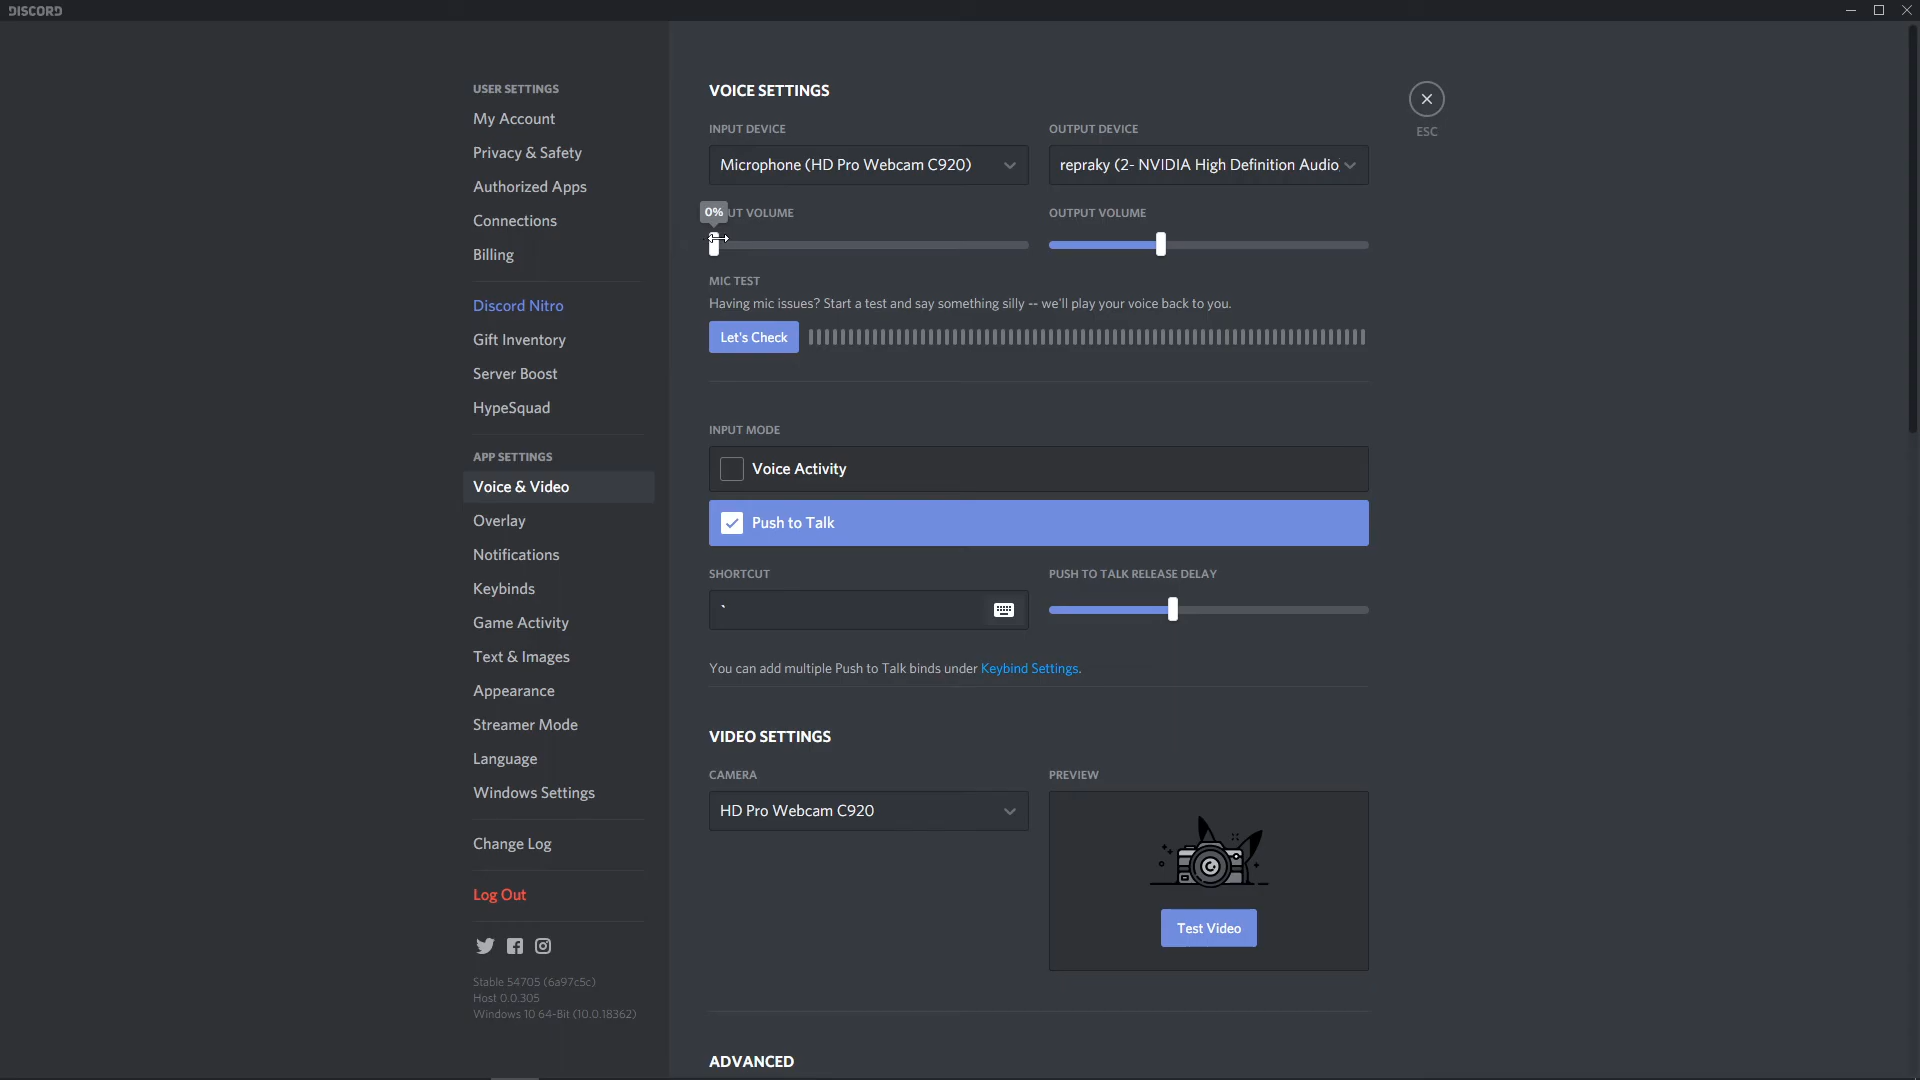 DISCORD
USER SETTINGS
My Account
Privacy & Safety
Authorized Apps
Connections
Billing
Discord Nitro
Gift Inventory
Server Boost
HypeSquad
APP SETTINGS
Voice & Video
Overlay
Notifications
Keybinds
Game Activity
Text & Images
Appearance
Streamer Mode
Language
Windows Settings
Change Log
Log Out
Stable 54705 (6a97c5c)
Host 0.0.305
Windows 10 64-Bit (10.0.18362)
VOICE SETTINGS
ESC
INPUT DEVICE
Microphone (HD Pro Webcam C920)
OUTPUT DEVICE
repraky (2- NVIDIA High Definition Audio
0%
UT VOLUME
OUTPUT VOLUME
MIC TEST
Having mic issues? Start a test and say something silly -- we'll play your voice back to you.
Let's Check
INPUT MODE
Voice Activity
Push to Talk
SHORTCUT
`
PUSH TO TALK RELEASE DELAY
You can add multiple Push to Talk binds under Keybind Settings.
VIDEO SETTINGS
CAMERA
HD Pro Webcam C920
PREVIEW
Test Video
ADVANCED